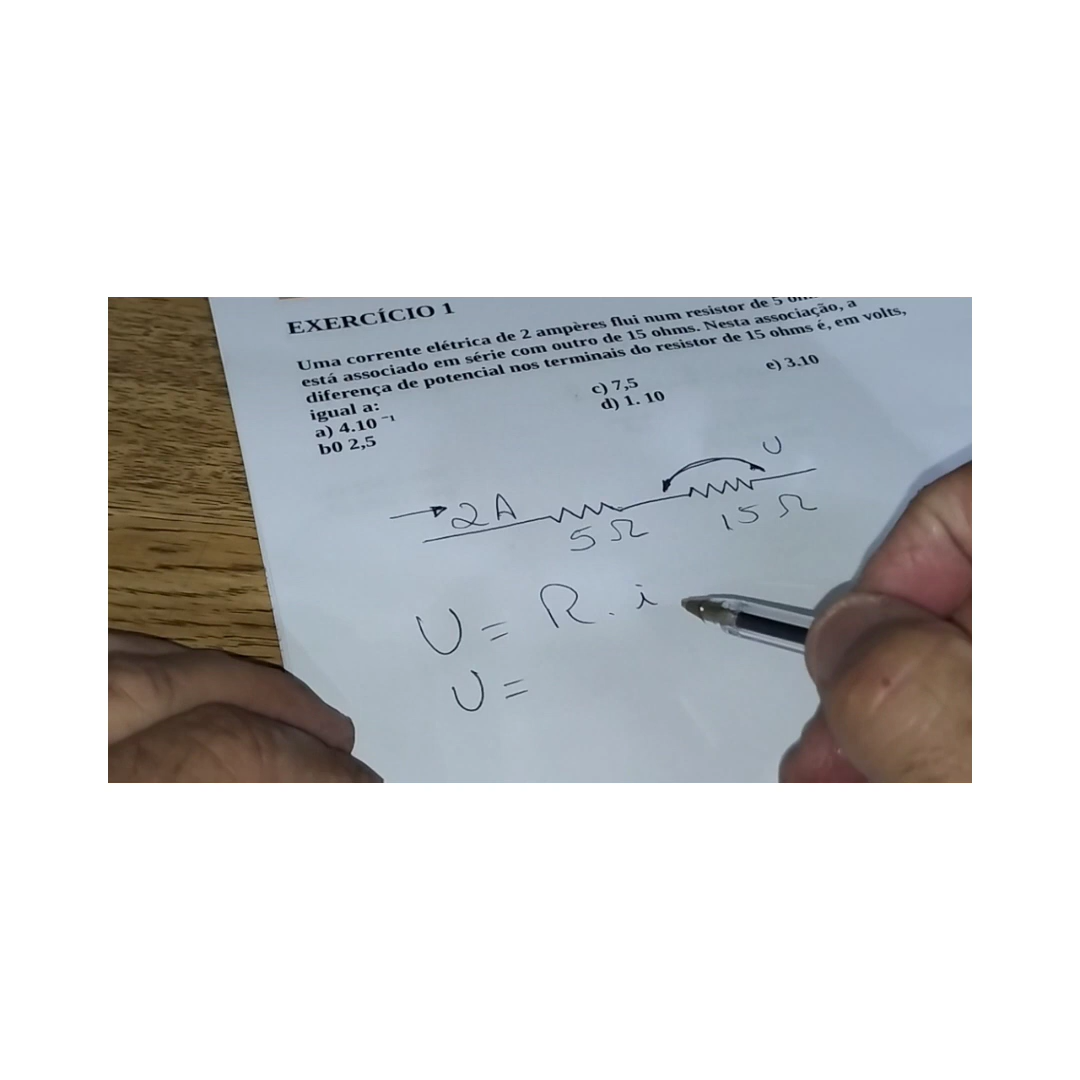 EXERCÍCIO 1
Uma corrente elétrica de 2 ampères flui num resistor de 5
está associado em série com outro de 15 ohms. Nesta associação, a
diferença de potencial nos terminais do resistor de 15 ohms é, em volts,
igual a:
a) 4.10 ⁻¹
b0 2,5
c) 7,5
d) 1. 10
e) 3.10
U
2A
5 Ω
15 Ω
U = R . i
U =